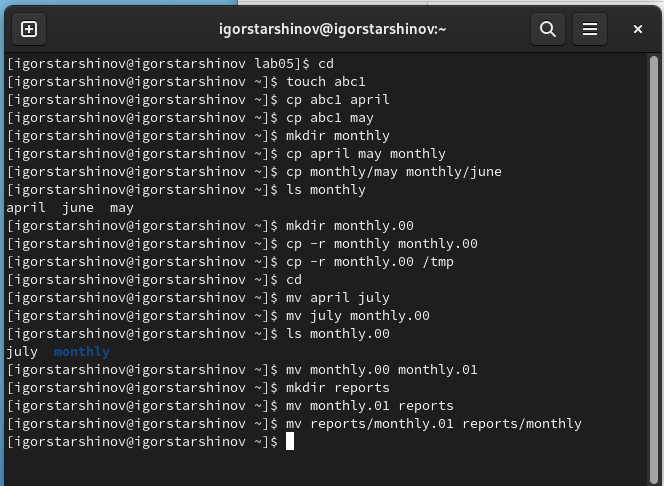 igorstarshinov@igorstarshinov:~
[igorstarshinov@igorstarshinov lab05]$ cd
[igorstarshinov@igorstarshinov ~]$ touch abc1
[igorstarshinov@igorstarshinov ~]$ cp abc1 april
[igorstarshinov@igorstarshinov ~]$ cp abc1 may
[igorstarshinov@igorstarshinov ~]$ mkdir monthly
[igorstarshinov@igorstarshinov ~]$ cp april may monthly
[igorstarshinov@igorstarshinov ~]$ cp monthly/may monthly/june
[igorstarshinov@igorstarshinov ~]$ ls monthly
april  june  may
[igorstarshinov@igorstarshinov ~]$ mkdir monthly.00
[igorstarshinov@igorstarshinov ~]$ cp -r monthly monthly.00
[igorstarshinov@igorstarshinov ~]$ cp -r monthly.00 /tmp
[igorstarshinov@igorstarshinov ~]$ cd
[igorstarshinov@igorstarshinov ~]$ mv april july
[igorstarshinov@igorstarshinov ~]$ mv july monthly.00
[igorstarshinov@igorstarshinov ~]$ ls monthly.00
july  monthly
[igorstarshinov@igorstarshinov ~]$ mv monthly.00 monthly.01
[igorstarshinov@igorstarshinov ~]$ mkdir reports
[igorstarshinov@igorstarshinov ~]$ mv monthly.01 reports
[igorstarshinov@igorstarshinov ~]$ mv reports/monthly.01 reports/monthly
[igorstarshinov@igorstarshinov ~]$